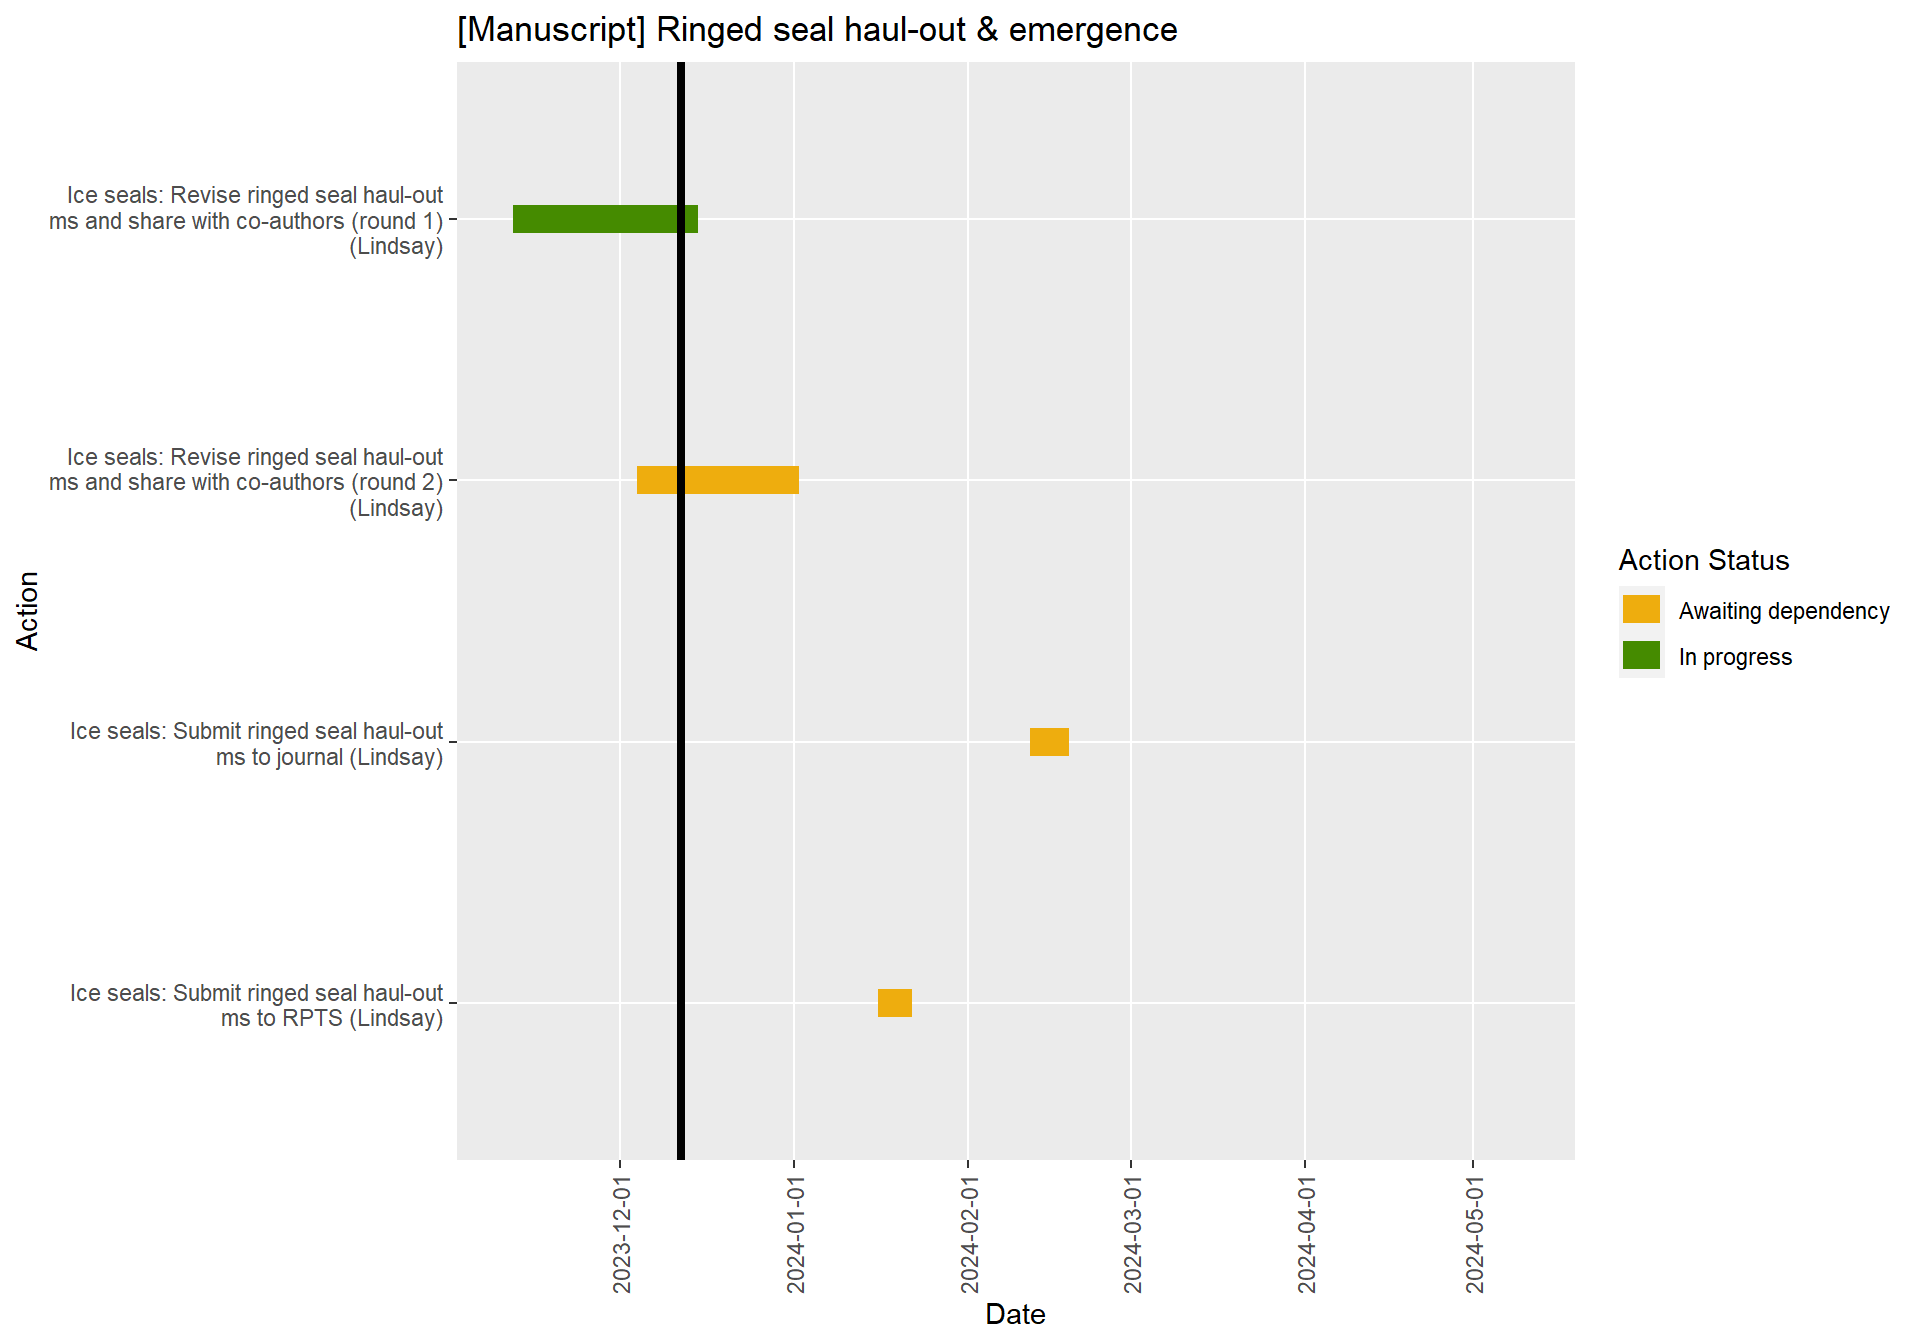 [Manuscript] Ringed seal haul-out & emergence
Ice seals: Revise ringed seal haul-out
ms and share with co-authors (round 1)
(Lindsay)
Ice seals: Revise ringed seal haul-out
ms and share with co-authors (round 2)
(Lindsay)
Ice seals: Submit ringed seal haul-out
ms to journal (Lindsay)
Ice seals: Submit ringed seal haul-out
ms to RPTS (Lindsay)
Action
2023-12-01
2024-01-01
2024-02-01
2024-03-01
2024-04-01
2024-05-01
Date
Action Status
Awaiting dependency
In progress